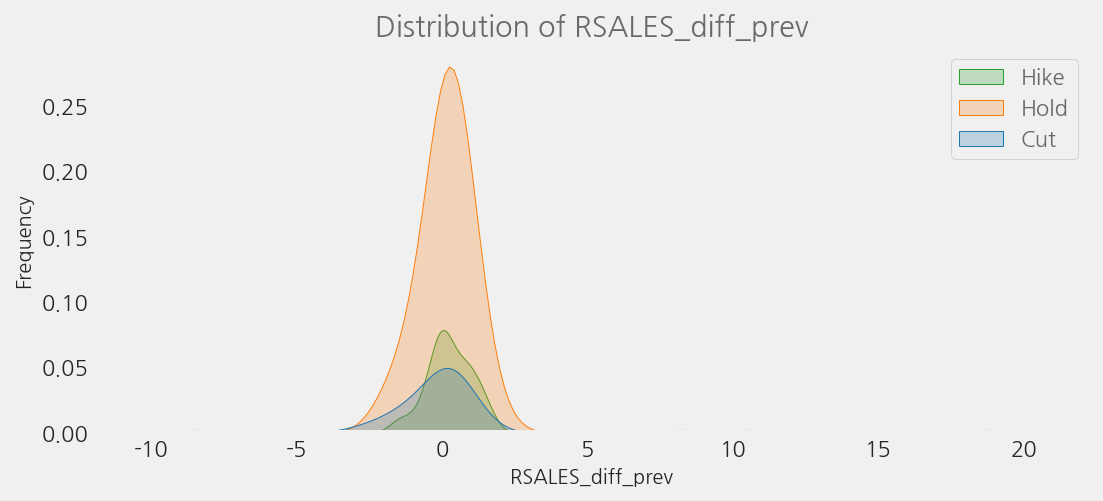 Distribution of RSALES_diff_prev
Hike
Hold
Cut
Frequency
0.25
0.20
0.15
0.10
0.05
0.00
-10
-5
0
5
10
15
20
RSALES_diff_prev